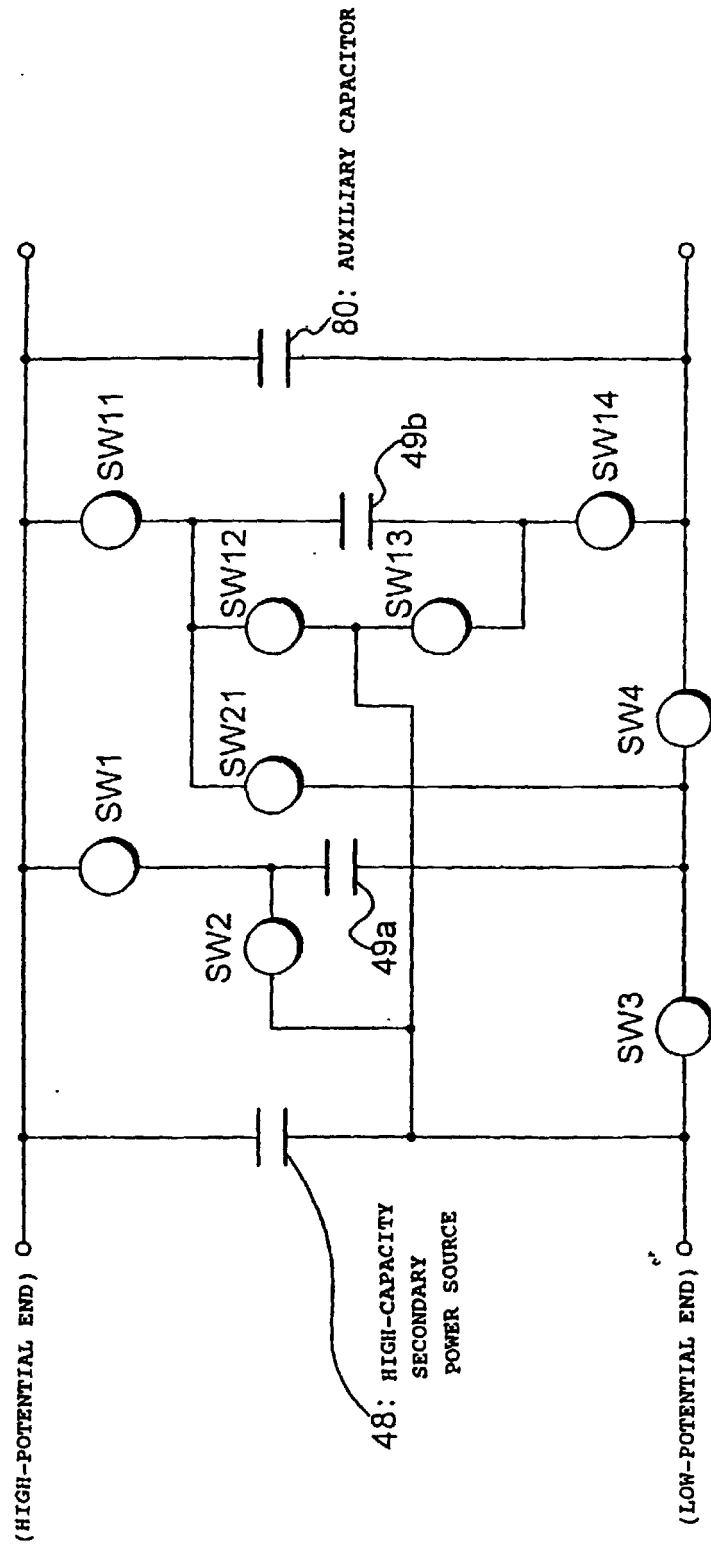 (HIGH-POTENTIAL END)
48: HIGH-CAPACITY
SECONDARY
POWER SOURCE
(LOW-POTENTIAL END)
SW1
SW2
49a
SW3
SW21
SW4
SW11
SW12
SW13
49b
SW14
80: AUXILIARY CAPACITOR